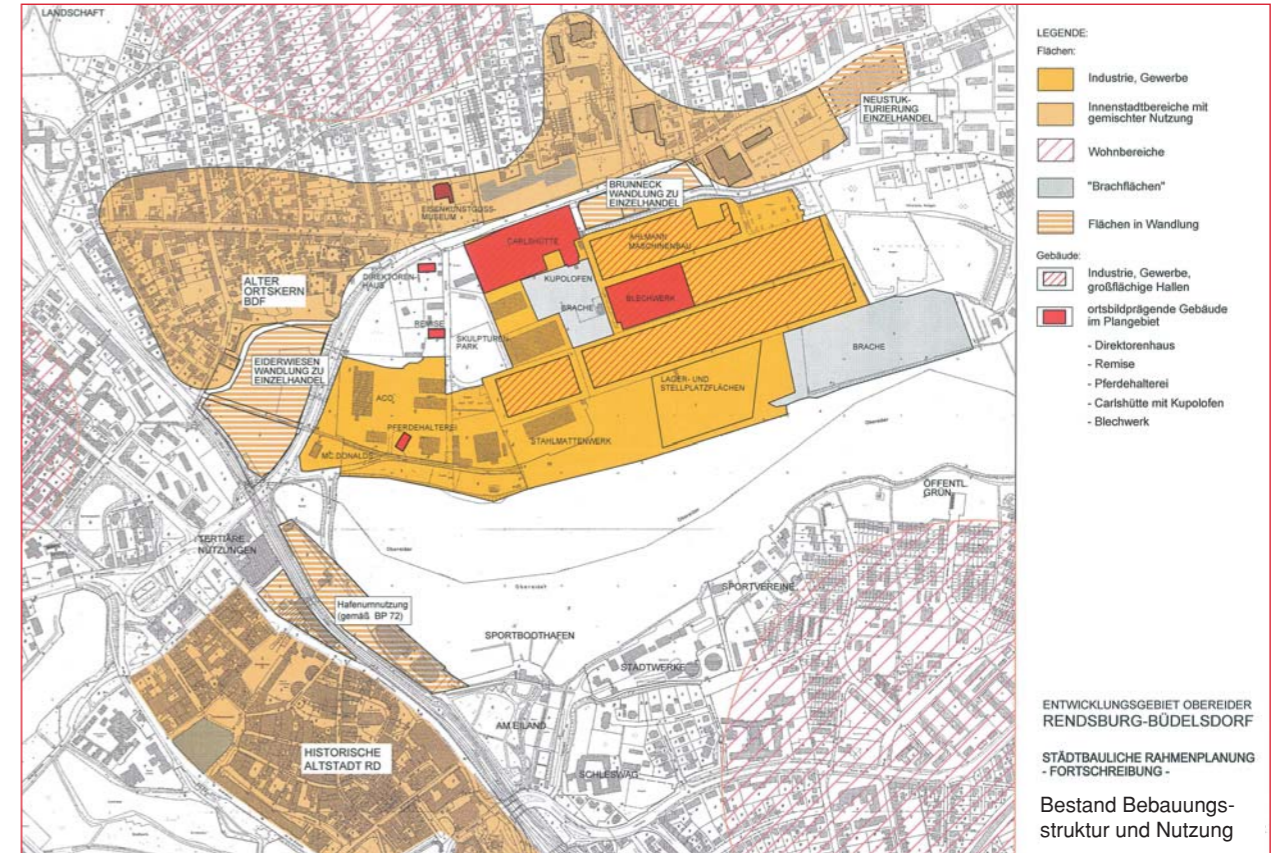 LANDSCHAFT
NEUSTUK-
TURIERUNG
EINZELHANDEL
BRUNNECK
WANDLUNG ZU
EINZELHANDEL
EISENKUNSTGUSS-
MUSEUM
CARLSHÜTTE
AHLMANN
MASCHINENBAU
ALTER
ORTSKERN
BDF
DIREKTOREN-
HAUS
KUPOLOFEN
BRACHE
BLECHWERK
REMISE
SKULPTUREN-
PARK
BRACHE
EIDERWIESEN
WANDLUNG ZU
EINZELHANDEL
LAGER- UND
STELLPLATZFLÄCHEN
ACO
PFERDEHALTEREI
STAHLMATTENWERK
MC.DONALDS
Obereider
ÖFFENTL.
GRÜN
Obereider
TERTIÄRE
NUTZUNGEN
Obereider
Obereider
SPORTVEREINE
Hafenumnutzung
(gemäß BP 72)
SPORTBOOTHAFEN
STADTWERKE
AM EILAND
HISTORISCHE
ALTSTADT RD
SCHLESWAG
LEGENDE:
Flächen:
Industrie, Gewerbe
Innenstadtbereiche mit
gemischter Nutzung
Wohnbereiche
"Brachflächen"
Flächen in Wandlung
Gebäude:
Industrie, Gewerbe,
großflächige Hallen
ortsbildprägende Gebäude
im Plangebiet
- Direktorenhaus
- Remise
- Pferdehalterei
- Carlshütte mit Kupolofen
- Blechwerk
ENTWICKLUNGSGEBIET OBEREIDER
RENDSBURG-BÜDELSDORF
STÄDTBAULICHE RAHMENPLANUNG
- FORTSCHREIBUNG -
Bestand Bebauungs-
struktur und Nutzung